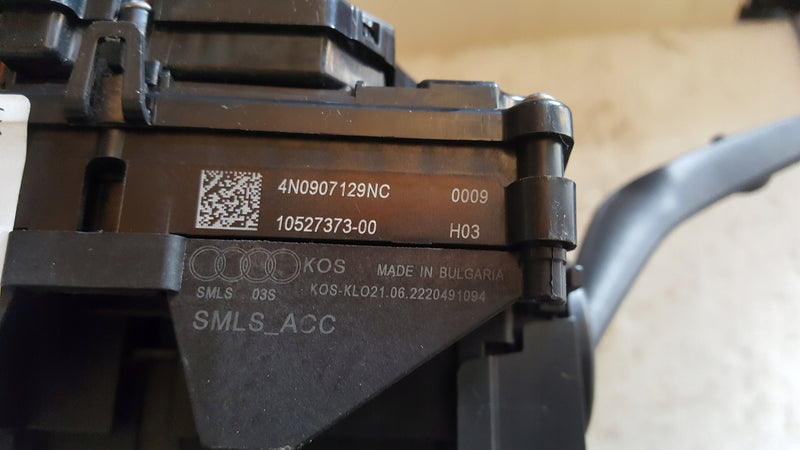 4N0907129NC 0009
10527373-00 H03
KOS MADE IN BULGARIA
SMLS 03S KOS-KLO21.06.2220491094
SMLS_ACC